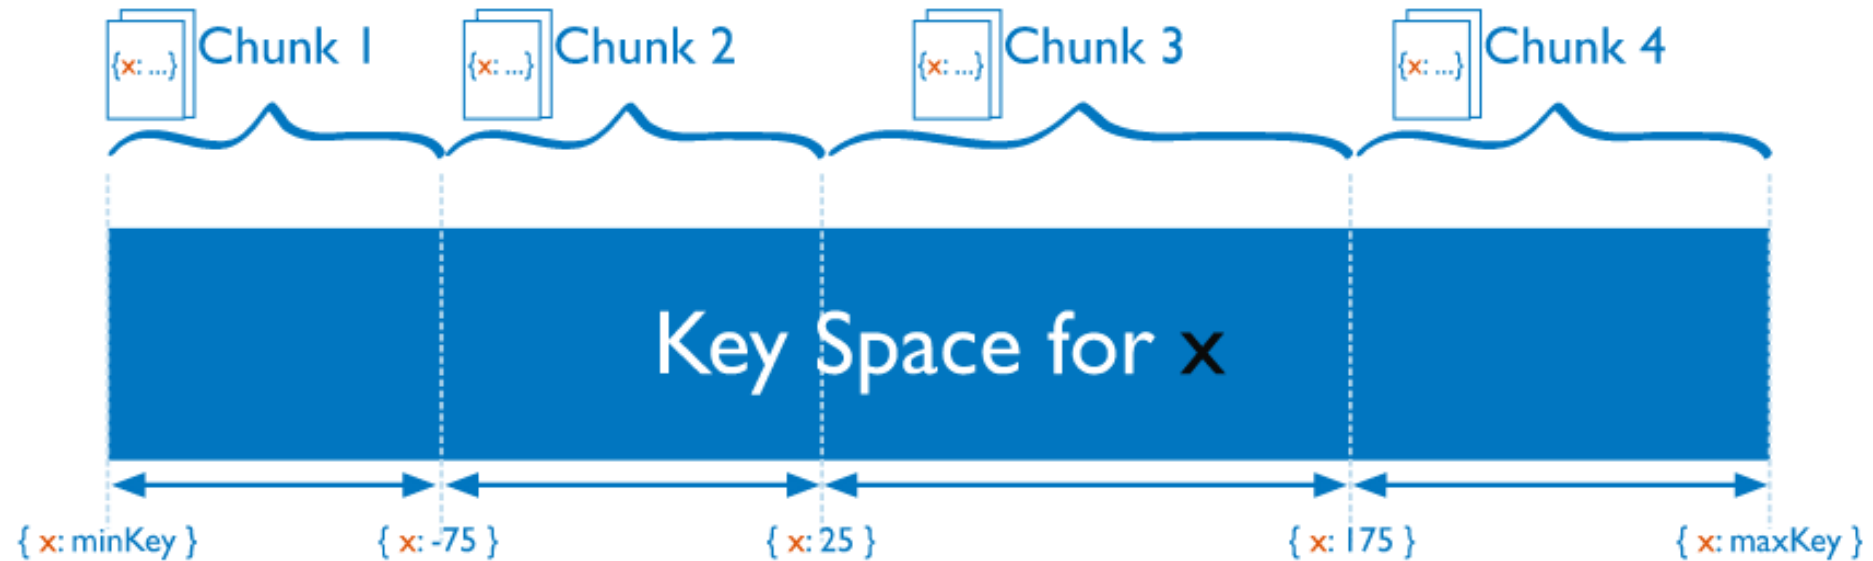 {x: ...} Chunk 1 {x: ...} Chunk 2 {x: ...} Chunk 3 {x: ...} Chunk 4
Key Space for x
{ x: minKey } { x: -75 } { x: 25 } { x: 175 } { x: maxKey }